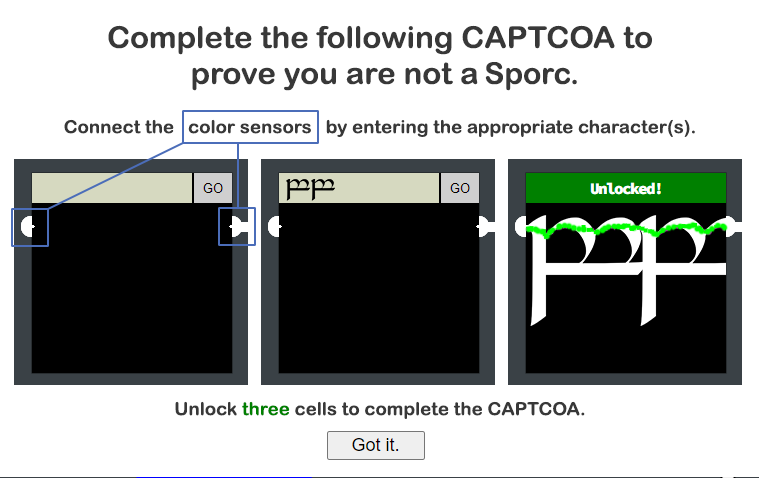 Complete the following CAPTCOA to
prove you are not a Sporc.
Connect the color sensors by entering the appropriate character(s).
GO
GO
Unlocked!
Unlock three cells to complete the CAPTCOA.
Got it.